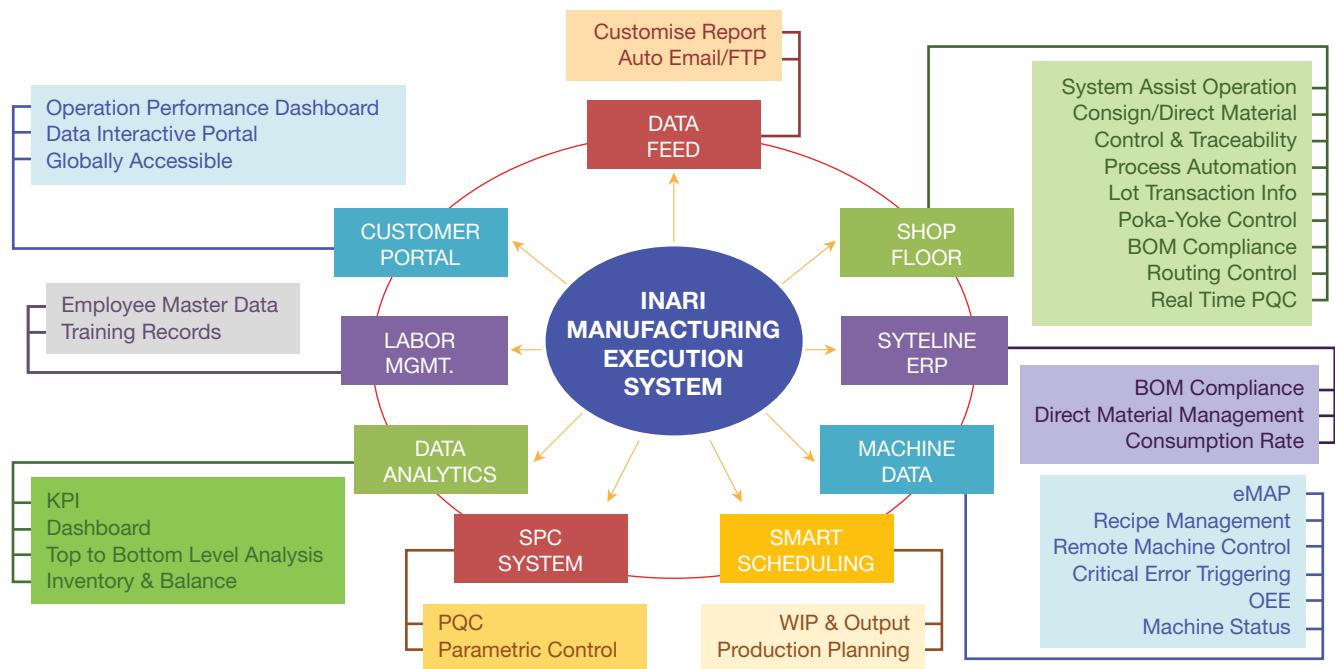 Customise Report
Auto Email/FTP
DATA
FEED
Operation Performance Dashboard
Data Interactive Portal
Globally Accessible
CUSTOMER
PORTAL
System Assist Operation
Consign/Direct Material
Control & Traceability
Process Automation
Lot Transaction Info
Poka-Yoke Control
BOM Compliance
Routing Control
Real Time PQC
SHOP
FLOOR
INARI
MANUFACTURING
EXECUTION
SYSTEM
Employee Master Data
Training Records
LABOR
MGMT.
SYTELINE
ERP
BOM Compliance
Direct Material Management
Consumption Rate
DATA
ANALYTICS
KPI
Dashboard
Top to Bottom Level Analysis
Inventory & Balance
MACHINE
DATA
eMAP
Recipe Management
Remote Machine Control
Critical Error Triggering
OEE
Machine Status
SPC
SYSTEM
PQC
Parametric Control
SMART
SCHEDULING
WIP & Output
Production Planning